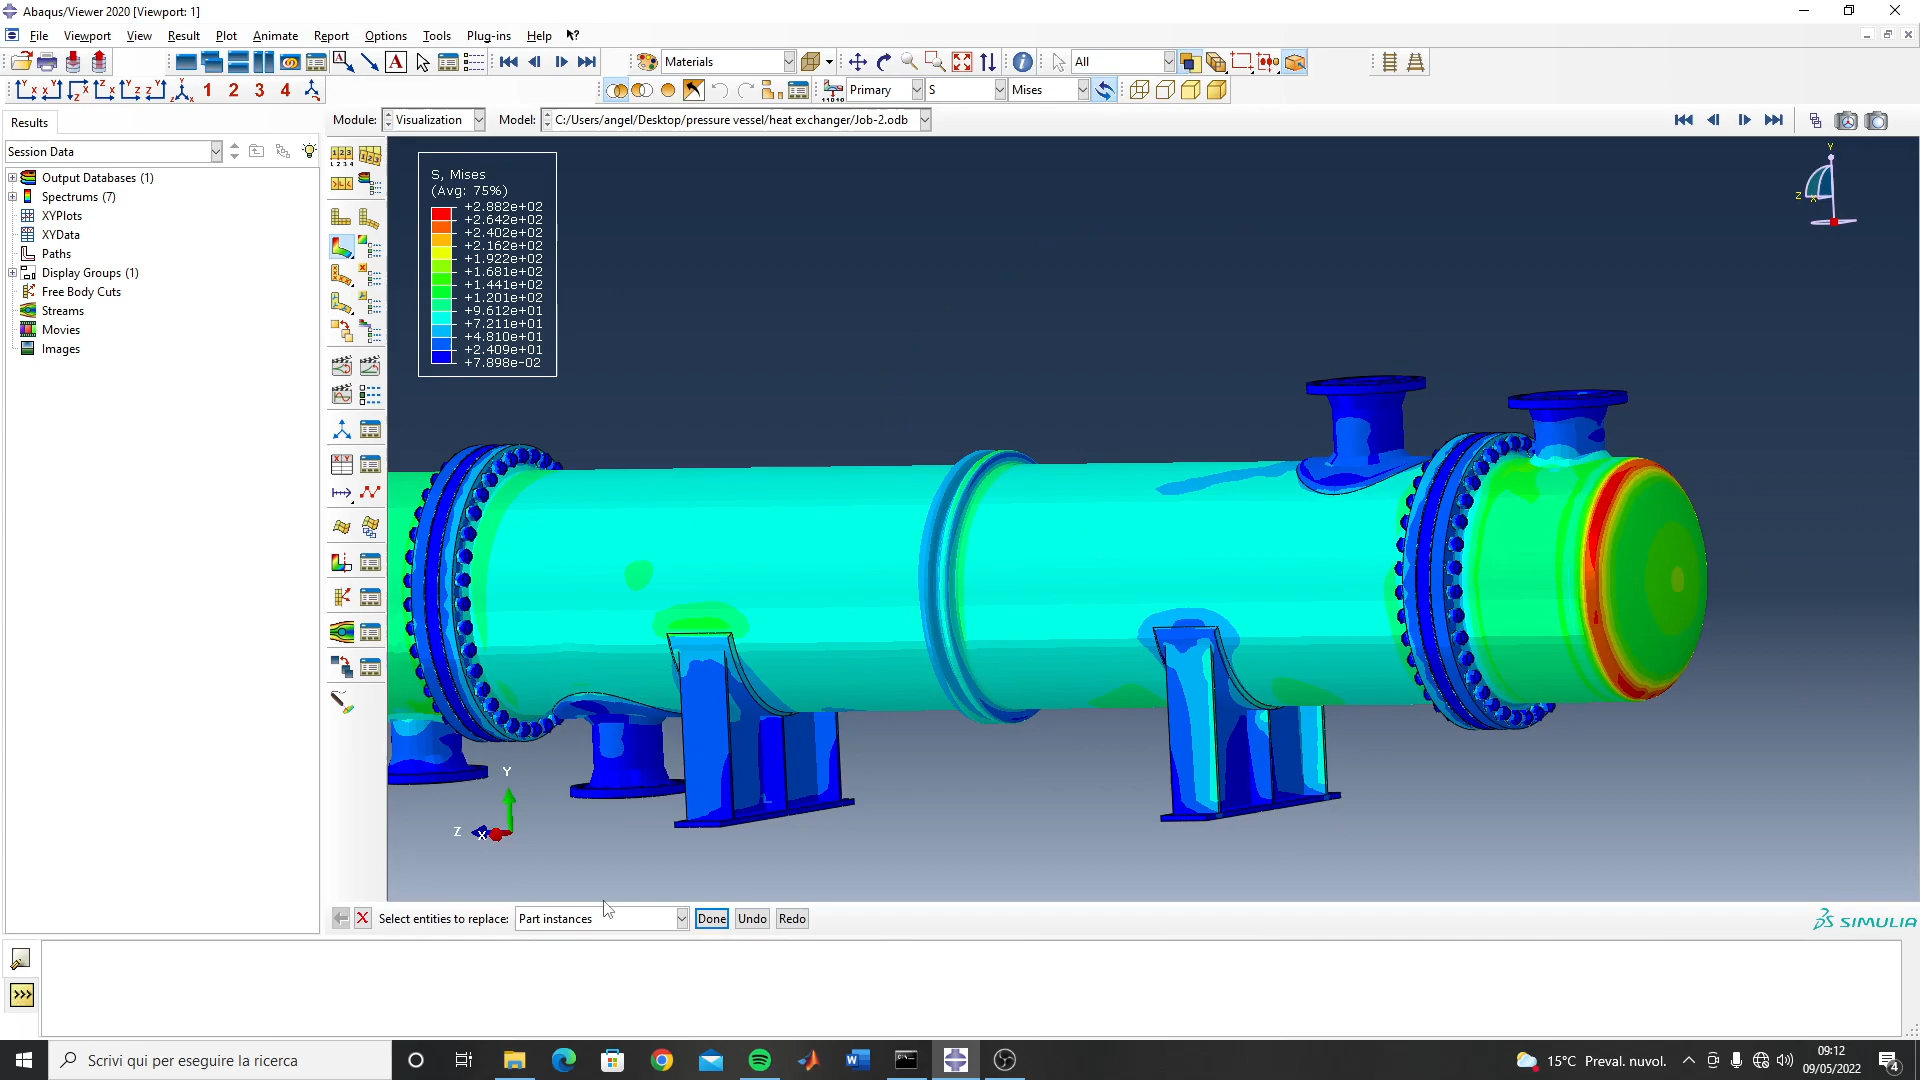 Abaqus/Viewer 2020 [Viewport: 1]
File Viewport View Result Plot Animate Report Options Tools Plug-ins Help
Materials All
1 2 3 4 Primary S Mises
Results Module: Visualization Model: C:/Users/angel/Desktop/pressure vessel/heat exchanger/Job-2.odb
Session Data
Output Databases (1)
Spectrums (7)
XYPlots
XYData
Paths
Display Groups (1)
Free Body Cuts
Streams
Movies
Images
S, Mises
(Avg: 75%)
+2.882e+02
+2.642e+02
+2.402e+02
+2.162e+02
+1.922e+02
+1.681e+02
+1.441e+02
+1.201e+02
+9.612e+01
+7.211e+01
+4.810e+01
+2.409e+01
+7.898e-02
Y
Z X
Y
Z X
Select entities to replace: Part instances Done Undo Redo
SIMULIA
Scrivi qui per eseguire la ricerca
15°C Preval. nuvol.
09:12
09/05/2022
4